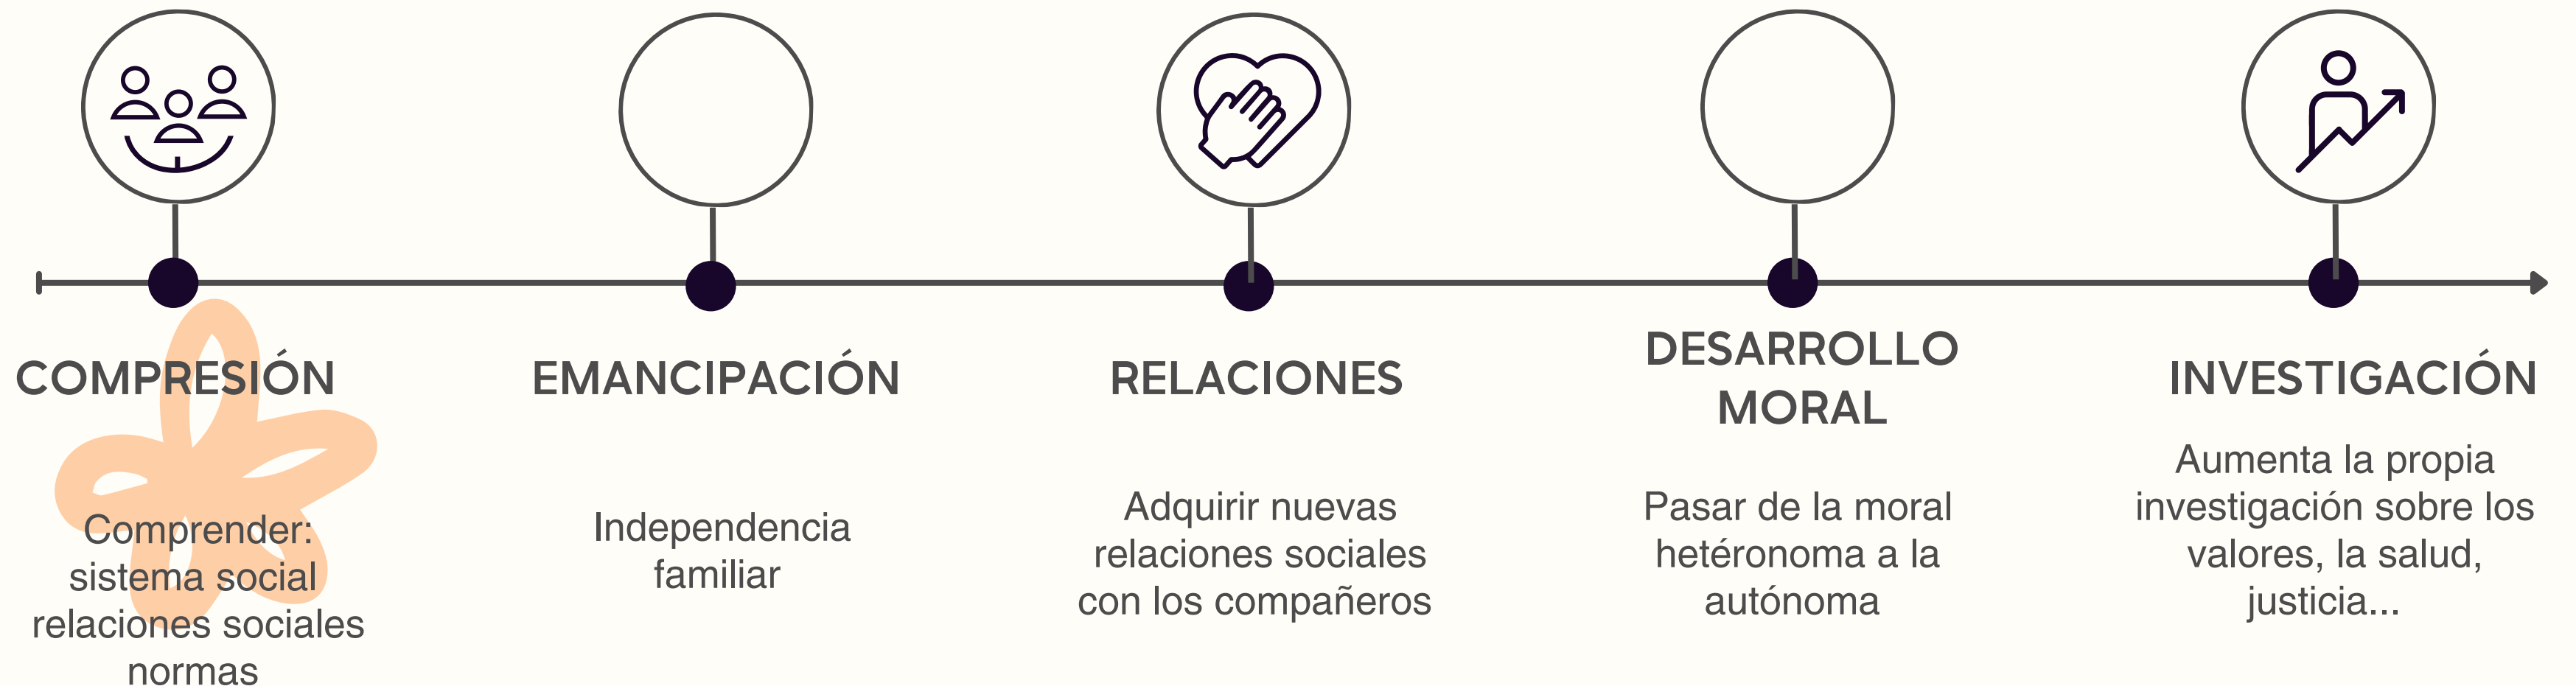 COMPRESIÓN
Comprender:
sistema social
relaciones sociales
normas
EMANCIPACIÓN
Independencia
familiar
RELACIONES
Adquirir nuevas
relaciones sociales
con los compañeros
DESARROLLO
MORAL
Pasar de la moral
hetéronoma a la
autónoma
INVESTIGACIÓN
Aumenta la propia
investigación sobre los
valores, la salud,
justicia...